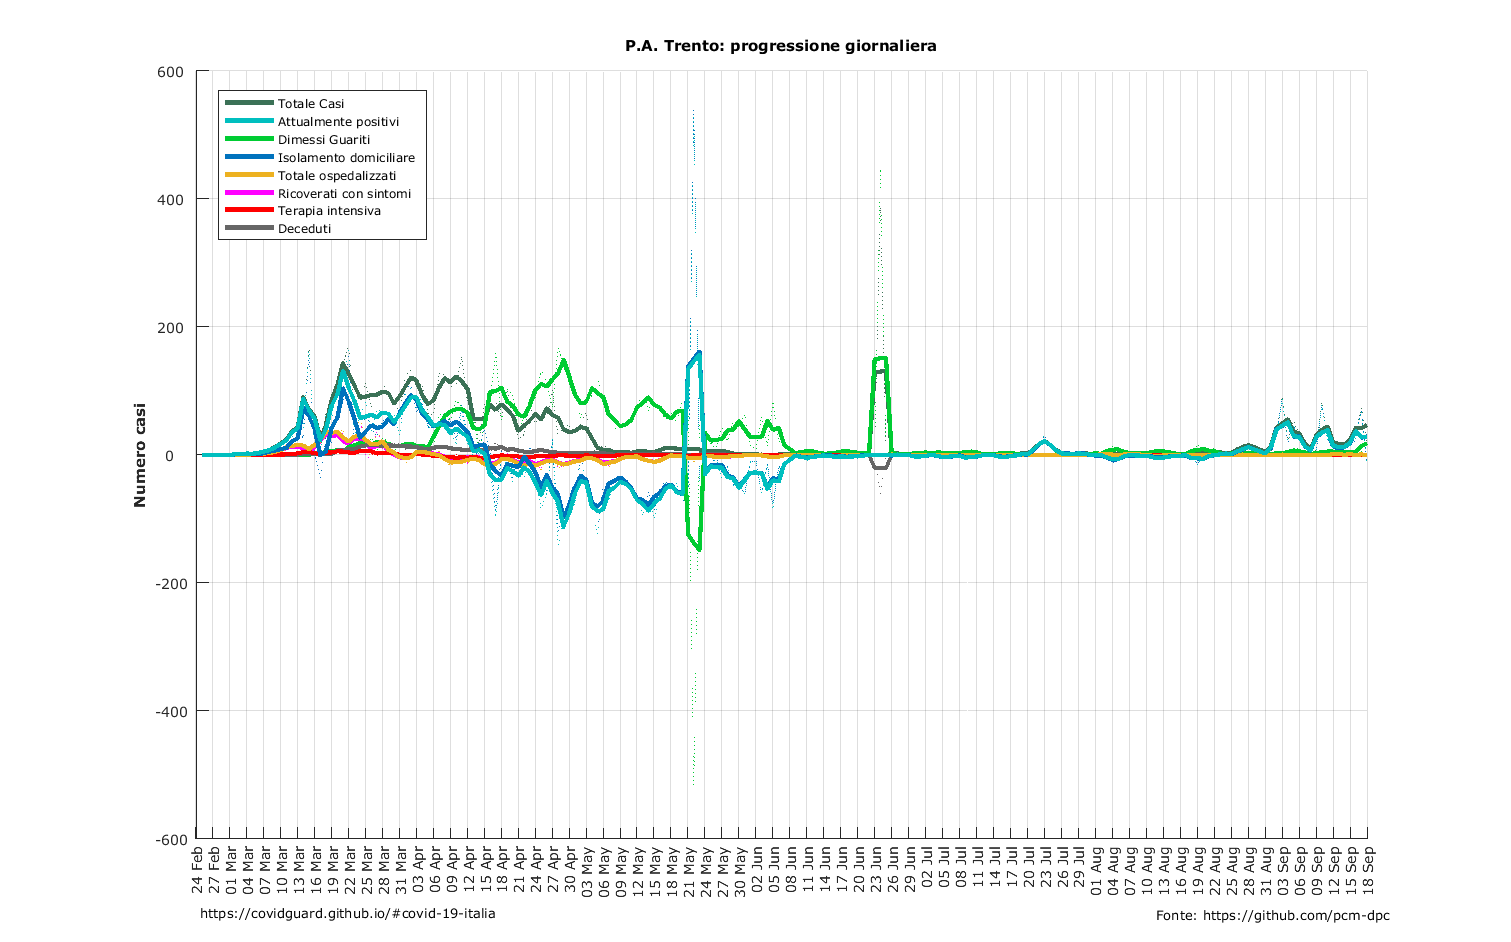 P.A. Trento: progressione giornaliera
600
400
200
0
-200
-400
-600
Numero casi
Totale Casi
Attualmente positivi
Dimessi Guariti
Isolamento domiciliare
Totale ospedalizzati
Ricoverati con sintomi
Terapia intensiva
Deceduti
24 Feb
27 Feb
01 Mar
04 Mar
07 Mar
10 Mar
13 Mar
16 Mar
19 Mar
22 Mar
25 Mar
28 Mar
31 Mar
03 Apr
06 Apr
09 Apr
12 Apr
15 Apr
18 Apr
21 Apr
24 Apr
27 Apr
30 Apr
03 May
06 May
09 May
12 May
15 May
18 May
21 May
24 May
27 May
30 May
02 Jun
05 Jun
08 Jun
11 Jun
14 Jun
17 Jun
20 Jun
23 Jun
26 Jun
29 Jun
02 Jul
05 Jul
08 Jul
11 Jul
14 Jul
17 Jul
20 Jul
23 Jul
26 Jul
29 Jul
01 Aug
04 Aug
07 Aug
10 Aug
13 Aug
16 Aug
19 Aug
22 Aug
25 Aug
28 Aug
31 Aug
03 Sep
06 Sep
09 Sep
12 Sep
15 Sep
18 Sep
https://covidguard.github.io/#covid-19-italia
Fonte: https://github.com/pcm-dpc